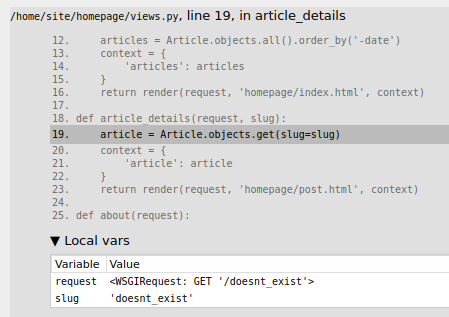 /home/site/homepage/views.py, line 19, in article_details
12.     articles = Article.objects.all().order_by('-date')
13.     context = {
14.         'articles': articles
15.     }
16.     return render(request, 'homepage/index.html', context)
17.
18. def article_details(request, slug):
19.     article = Article.objects.get(slug=slug)
20.     context = {
21.         'article': article
22.     }
23.     return render(request, 'homepage/post.html', context)
24.
25. def about(request):
▼ Local vars
Variable Value
request <WSGIRequest: GET '/doesnt_exist'>
slug 'doesnt_exist'